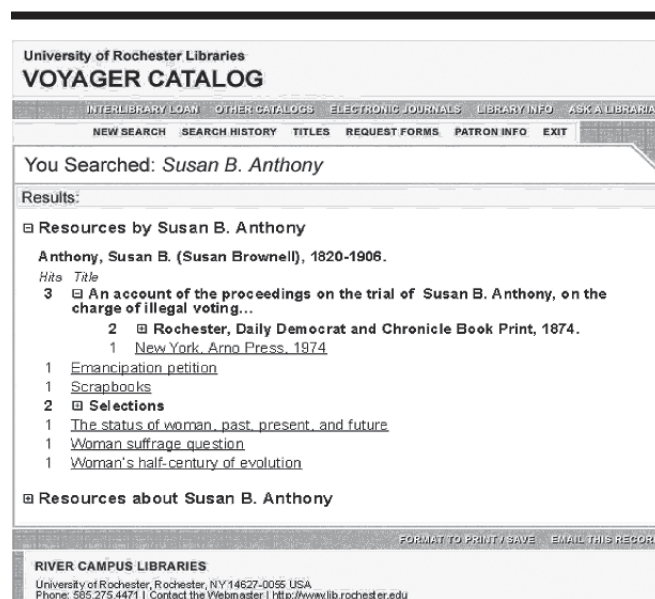 University of Rochester Libraries
VOYAGER CATALOG
INTERLIBRARY LOAN OTHER CATALOGS ELECTRONIC JOURNALS LIBRARY INFO ASK A LIBRARIA
NEW SEARCH SEARCH HISTORY TITLES REQUEST FORMS PATRON INFO EXIT
You Searched: Susan B. Anthony
Results:
Resources by Susan B. Anthony
Anthony, Susan B. (Susan Brownell), 1820-1906.
Hits Title
3 An account of the proceedings on the trial of Susan B. Anthony, on the
charge of illegal voting...
2 Rochester, Daily Democrat and Chronicle Book Print, 1874.
1 New York, Arno Press, 1974
1 Emancipation petition
1 Scrapbooks
2 Selections
1 The status of woman, past, present, and future
1 Woman suffrage question
1 Woman's half-century of evolution
Resources about Susan B. Anthony
FORMAT TO PRINT / SAVE EMAIL THIS RECOR
RIVER CAMPUS LIBRARIES
University of Rochester, Rochester, NY 14627-0055 USA
Phone: 585.275.4471 | Contact the Webmaster | http://www.lib.rochester.edu